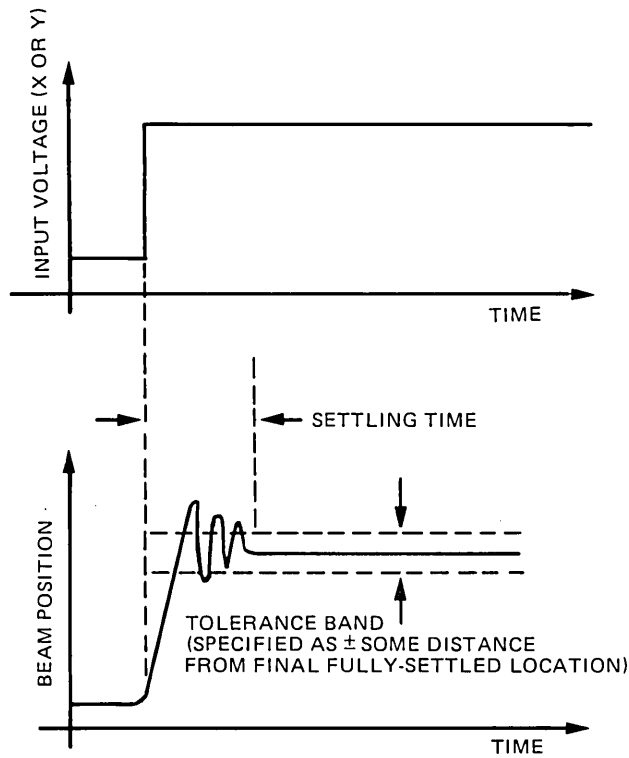 INPUT VOLTAGE (X OR Y)
TIME
SETTLING TIME
BEAM POSITION
TOLERANCE BAND
(SPECIFIED AS ± SOME DISTANCE
FROM FINAL FULLY-SETTLED LOCATION)
TIME